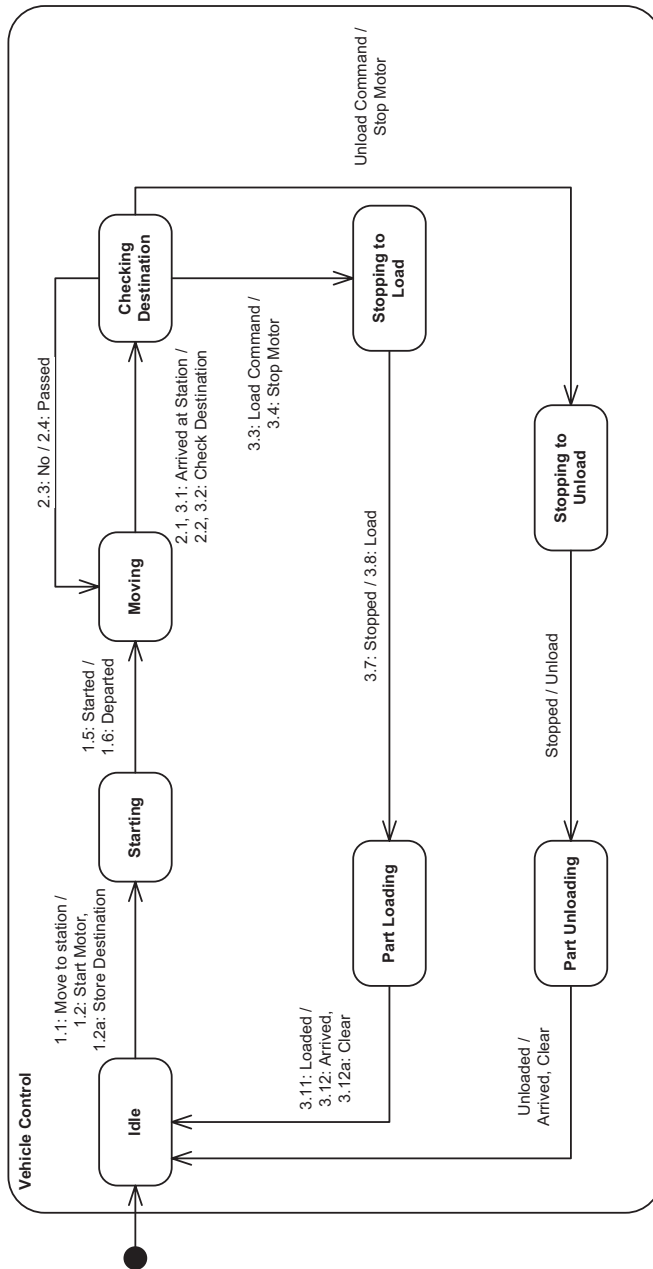 Vehicle Control
Idle
1.1: Move to station /
1.2: Start Motor,
1.2a: Store Destination
Starting
1.5: Started /
1.6: Departed
Moving
2.3: No / 2.4: Passed
2.1, 3.1: Arrived at Station /
2.2, 3.2: Check Destination
Checking
Destination
3.3: Load Command /
3.4: Stop Motor
Unload Command /
Stop Motor
Stopping to
Load
3.7: Stopped / 3.8: Load
Part Loading
3.11: Loaded /
3.12: Arrived,
3.12a: Clear
Stopping to
Unload
Stopped / Unload
Part Unloading
Unloaded /
Arrived, Clear